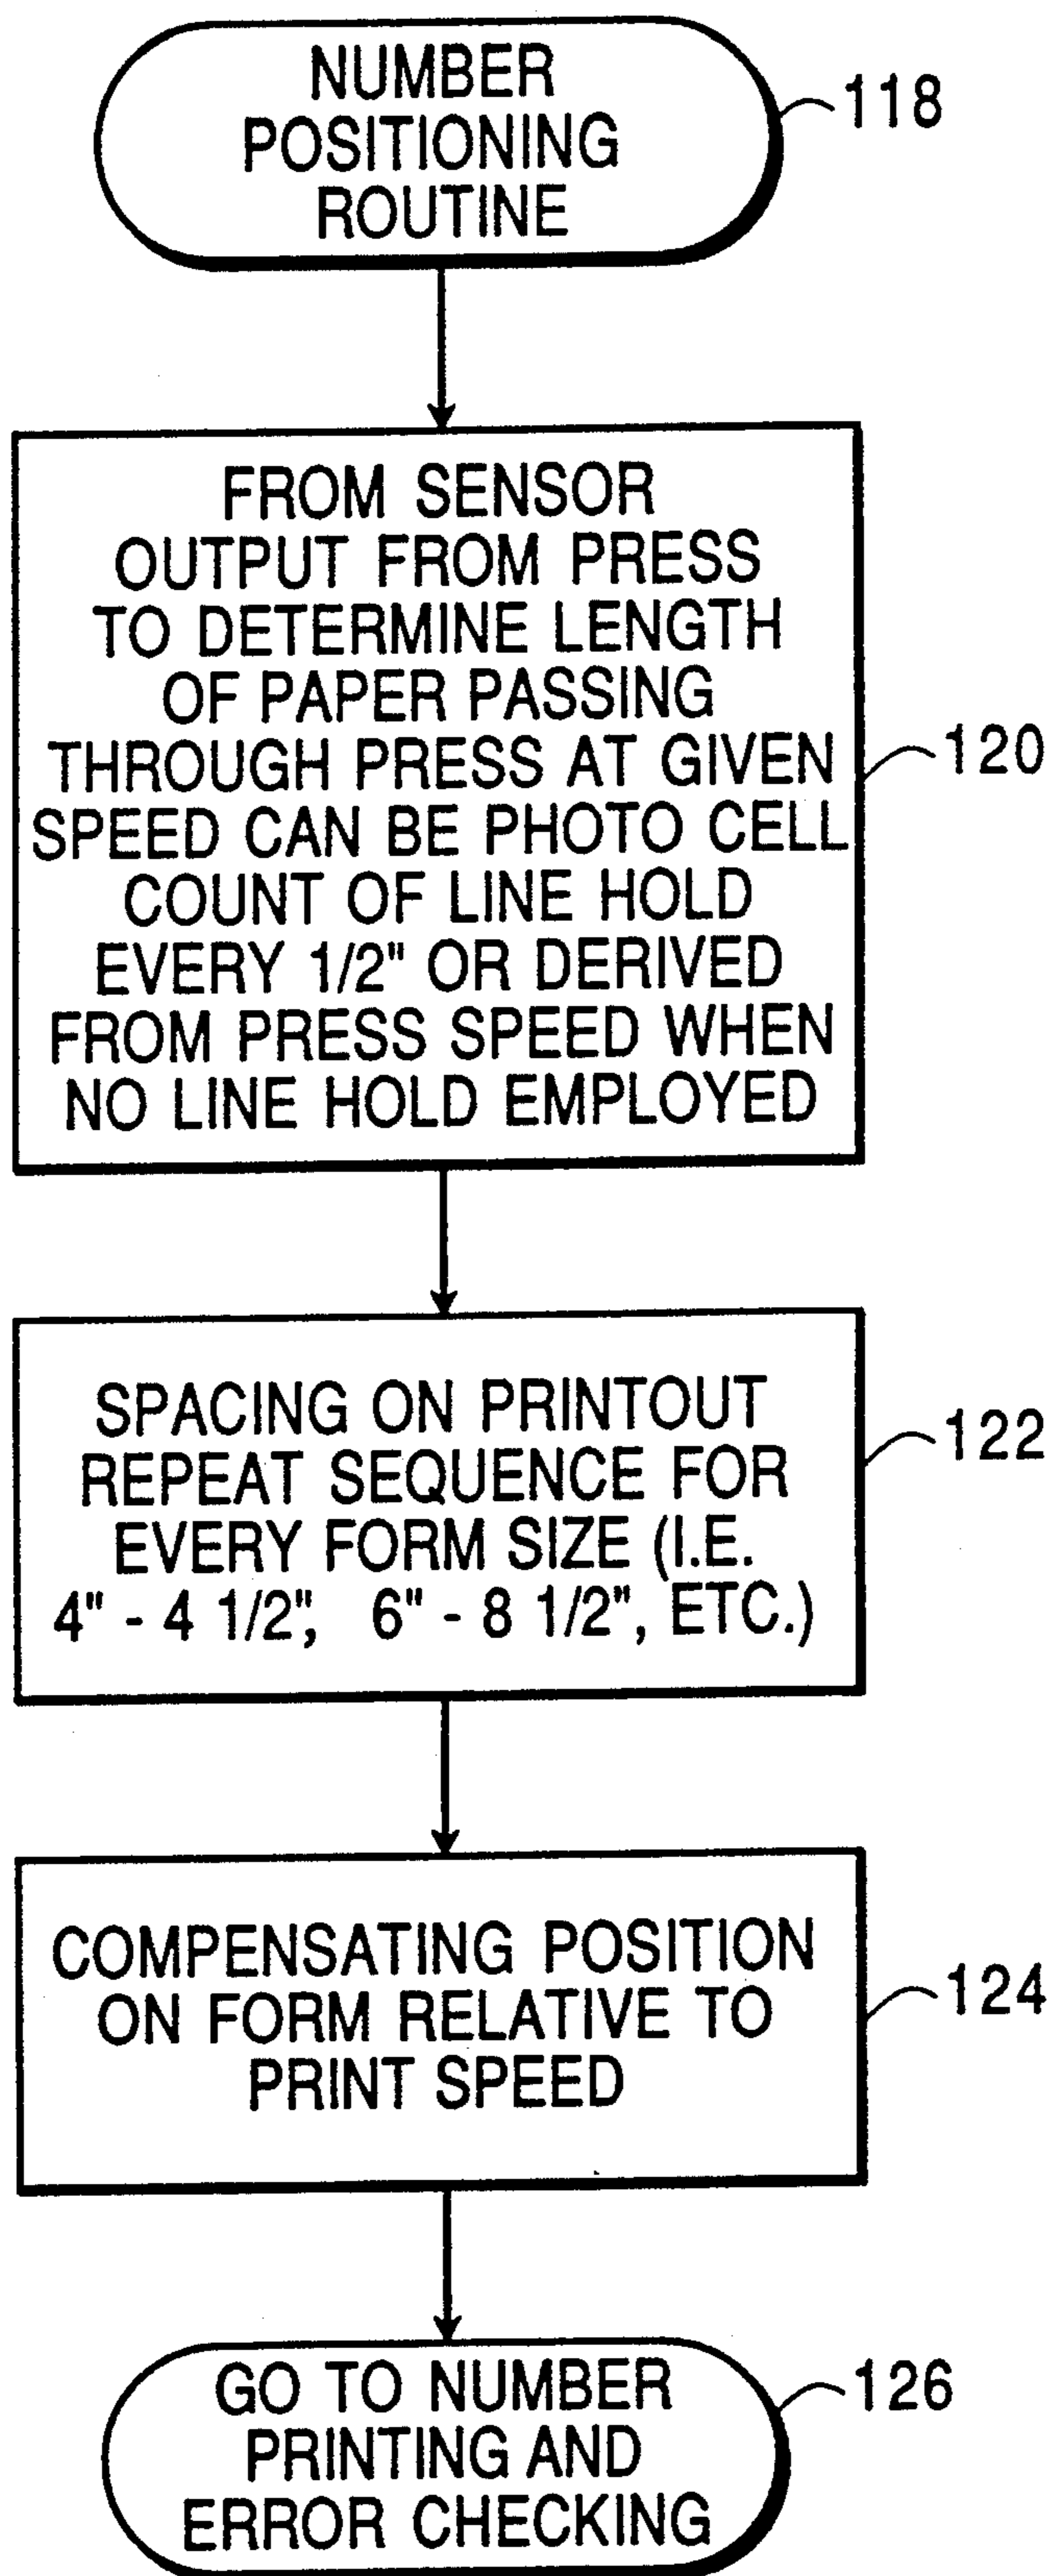 NUMBER
POSITIONING
ROUTINE
118
FROM SENSOR
OUTPUT FROM PRESS
TO DETERMINE LENGTH
OF PAPER PASSING
THROUGH PRESS AT GIVEN
SPEED CAN BE PHOTO CELL
COUNT OF LINE HOLD
EVERY 1/2" OR DERIVED
FROM PRESS SPEED WHEN
NO LINE HOLD EMPLOYED
120
SPACING ON PRINTOUT
REPEAT SEQUENCE FOR
EVERY FORM SIZE (I.E.
4" - 4 1/2", 6" - 8 1/2", ETC.)
122
COMPENSATING POSITION
ON FORM RELATIVE TO
PRINT SPEED
124
GO TO NUMBER
PRINTING AND
ERROR CHECKING
126